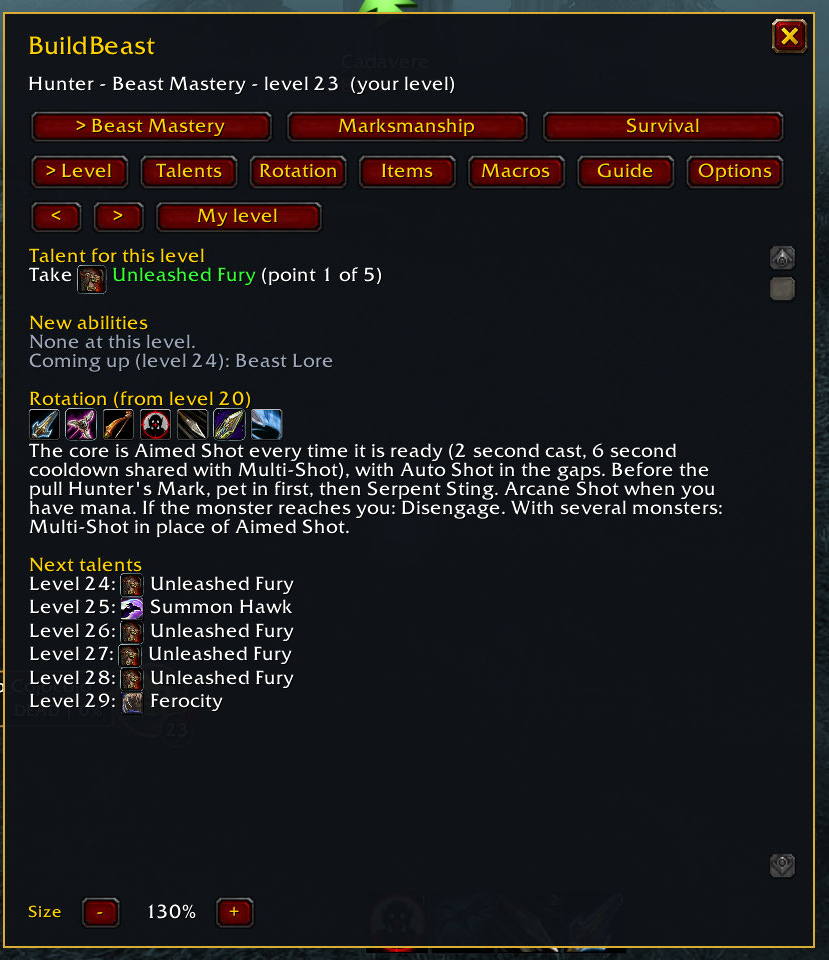 BuildBeast
Cadavere
Hunter - Beast Mastery - level 23 (your level)
> Beast Mastery
Marksmanship
Survival
> Level
Talents
Rotation
Items
Macros
Guide
Options
<
>
My level
Talent for this level
Take Unleashed Fury (point 1 of 5)
New abilities
None at this level.
Coming up (level 24): Beast Lore
Rotation (from level 20)
The core is Aimed Shot every time it is ready (2 second cast, 6 second
cooldown shared with Multi-Shot), with Auto Shot in the gaps. Before the
pull Hunter's Mark, pet in first, then Serpent Sting. Arcane Shot when you
have mana. If the monster reaches you: Disengage. With several monsters:
Multi-Shot in place of Aimed Shot.
Next talents
Level 24: Unleashed Fury
Level 25: Summon Hawk
Level 26: Unleashed Fury
Level 27: Unleashed Fury
Level 28: Unleashed Fury
Level 29: Ferocity
23
Size
-
130%
+